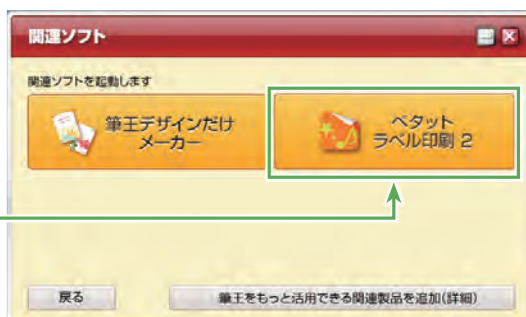 関連ソフト
関連ソフトを起動します
筆王デザインだけ
メーカー
ペタット
ラベル印刷 2
戻る
筆王をもっと活用できる関連製品を追加(詳細)